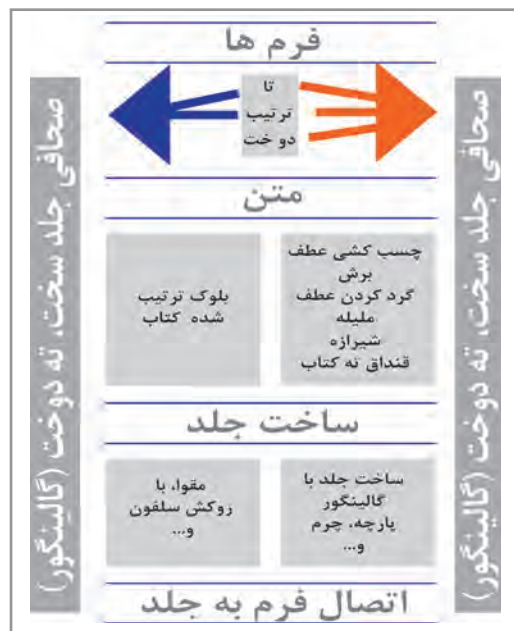 فرم ها
تا
ترتیب
دوخت
متن
چسب کشی عطف
برش
گرد کردن عطف
ملیله
شیرازه
قنداق ته کتاب
بلوک ترتیب
شده کتاب
ساخت جلد
ساخت جلد با
گالینگور
پارچه، چرم
و...
مقوا، با
روکش سلفون
و...
اتصال فرم به جلد
صحافی جلد سخت، ته دوخت (گالینگور)
صحافی جلد سخت، ته دوخت (گالینگور)